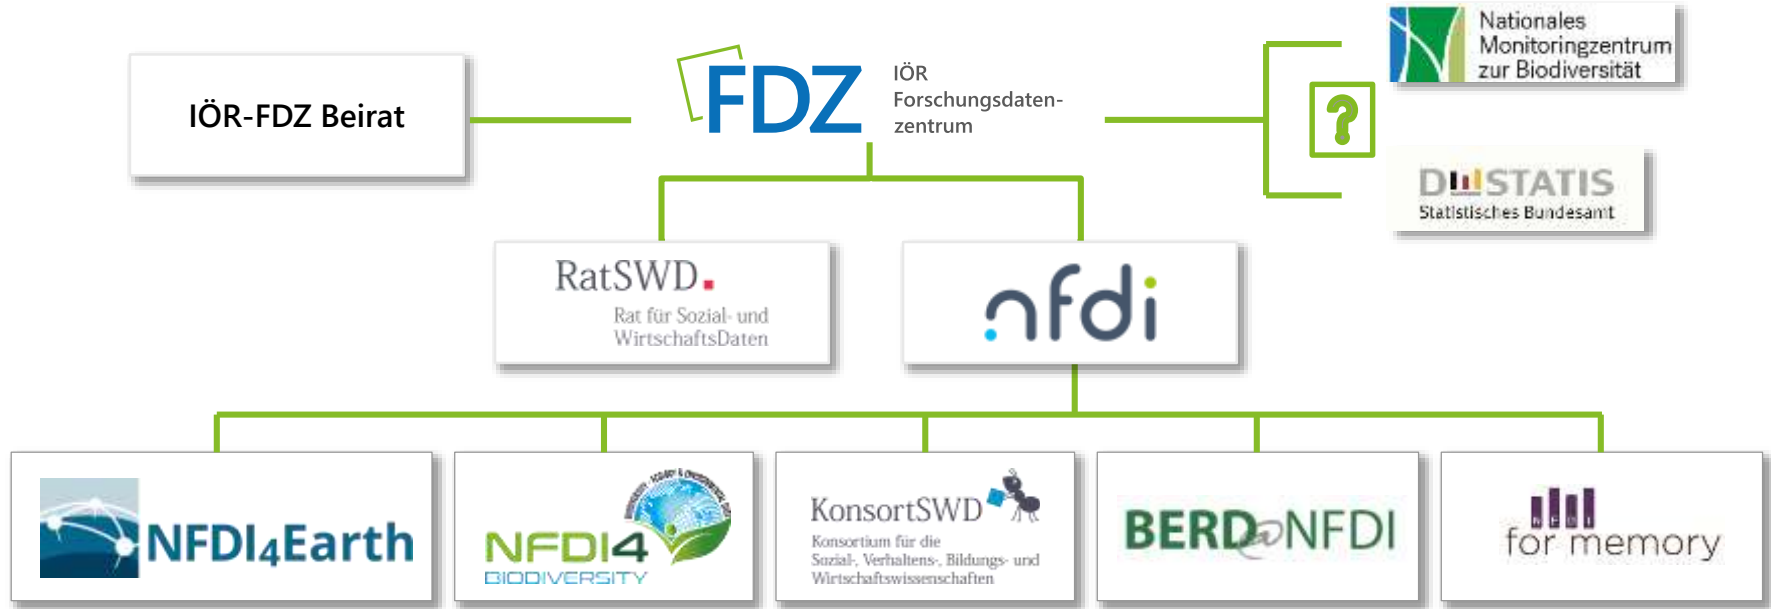 IÖR-FDZ Beirat
FDZ
IÖR
Forschungsdaten-
zentrum
Nationales
Monitoringzentrum
zur Biodiversität
?
DESTATIS
Statistisches Bundesamt
RatSWD.
Rat für Sozial- und
WirtschaftsDaten
nfdi
NFDI4Earth
NFDI4
BIODIVERSITY
KonsortSWD
Konsortium für die
Sozial-, Verhaltens-, Bildungs- und
Wirtschaftswissenschaften
BERD@NFDI
NFDI
for memory